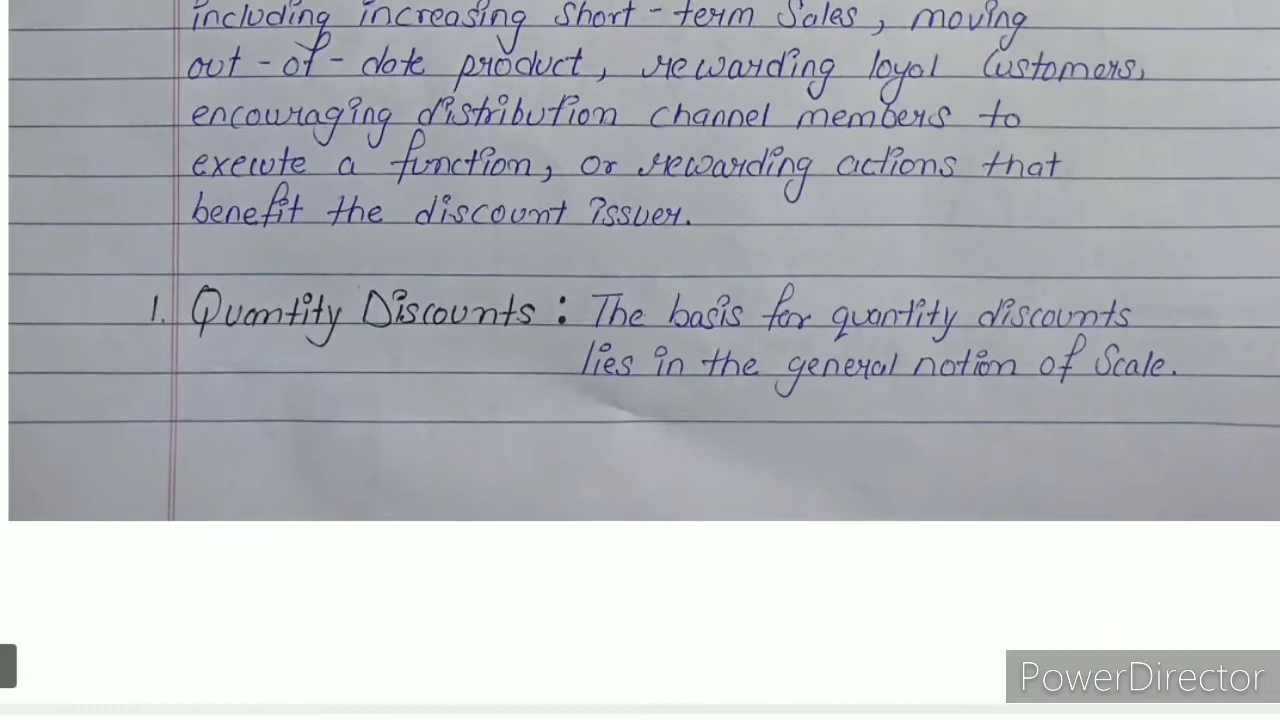 including increasing short-term sales, moving
out-of-date product, rewarding loyal customers,
encouraging distribution channel members to
execute a function, or rewarding actions that
benefit the discount issuer.
1. Quantity Discounts : The basis for quantity discounts
lies in the general notion of scale.
PowerDirector